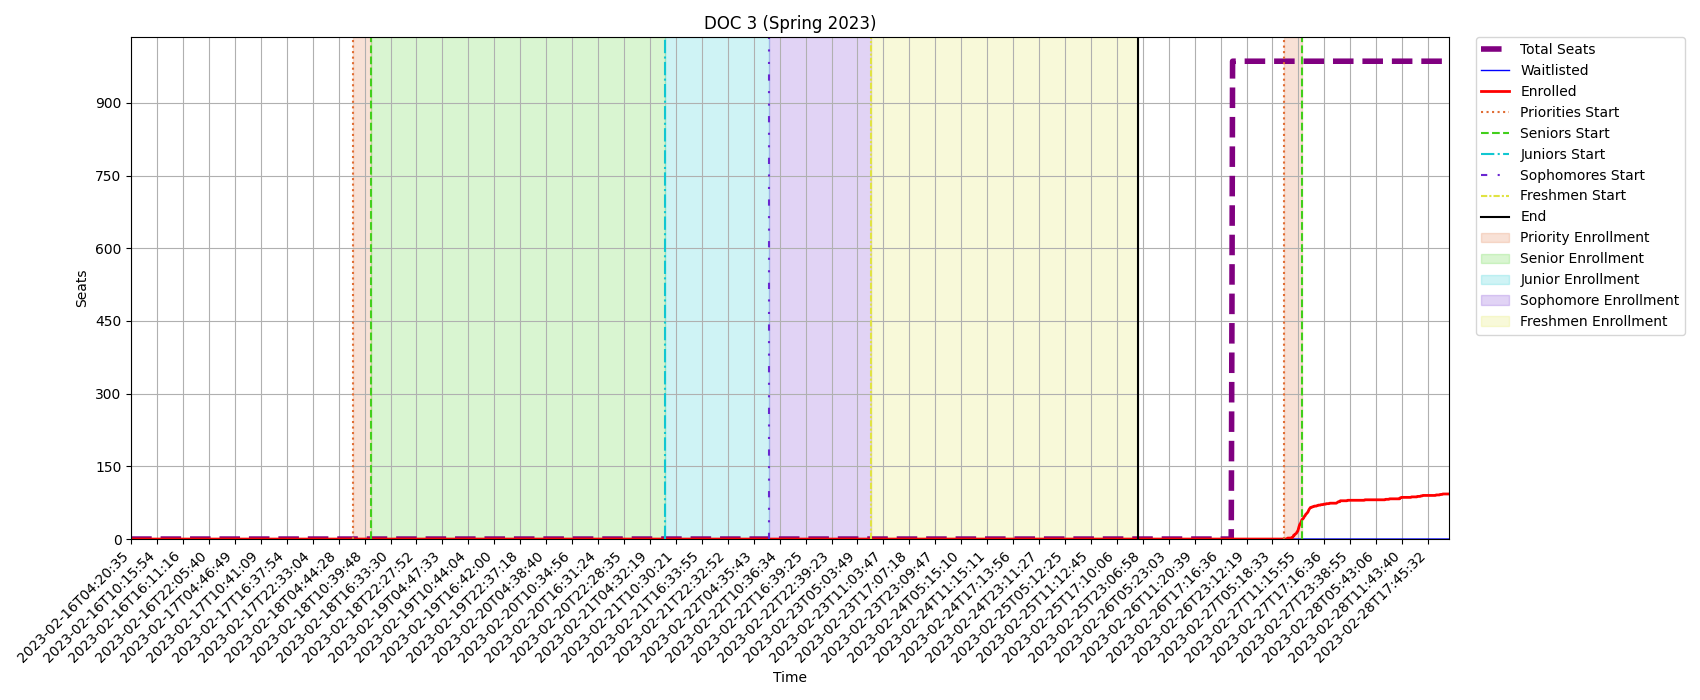 DOC 3 (Spring 2023)
Seats
900
750
600
450
300
150
0
2023-02-16T04:20:35
2023-02-16T10:15:54
2023-02-16T16:11:16
2023-02-16T22:05:40
2023-02-17T04:46:49
2023-02-17T10:41:09
2023-02-17T16:37:54
2023-02-17T22:33:04
2023-02-18T04:44:28
2023-02-18T10:39:48
2023-02-18T16:33:30
2023-02-18T22:27:52
2023-02-19T04:47:33
2023-02-19T10:44:04
2023-02-19T16:42:00
2023-02-19T22:37:18
2023-02-20T04:38:40
2023-02-20T10:34:56
2023-02-20T16:31:24
2023-02-20T22:28:35
2023-02-21T04:32:19
2023-02-21T10:30:21
2023-02-21T16:33:55
2023-02-21T22:32:52
2023-02-22T04:35:43
2023-02-22T10:36:34
2023-02-22T16:39:25
2023-02-22T22:39:23
2023-02-23T05:03:49
2023-02-23T11:03:47
2023-02-23T17:07:18
2023-02-23T23:09:47
2023-02-24T05:15:10
2023-02-24T11:15:11
2023-02-24T17:13:56
2023-02-24T23:11:27
2023-02-25T05:12:25
2023-02-25T11:12:45
2023-02-25T17:10:06
2023-02-25T23:06:58
2023-02-26T05:23:03
2023-02-26T11:20:39
2023-02-26T17:16:36
2023-02-26T23:12:19
2023-02-27T05:18:33
2023-02-27T11:15:55
2023-02-27T17:16:36
2023-02-27T23:38:55
2023-02-28T05:43:06
2023-02-28T11:43:40
2023-02-28T17:45:32
Time
Total Seats
Waitlisted
Enrolled
Priorities Start
Seniors Start
Juniors Start
Sophomores Start
Freshmen Start
End
Priority Enrollment
Senior Enrollment
Junior Enrollment
Sophomore Enrollment
Freshmen Enrollment